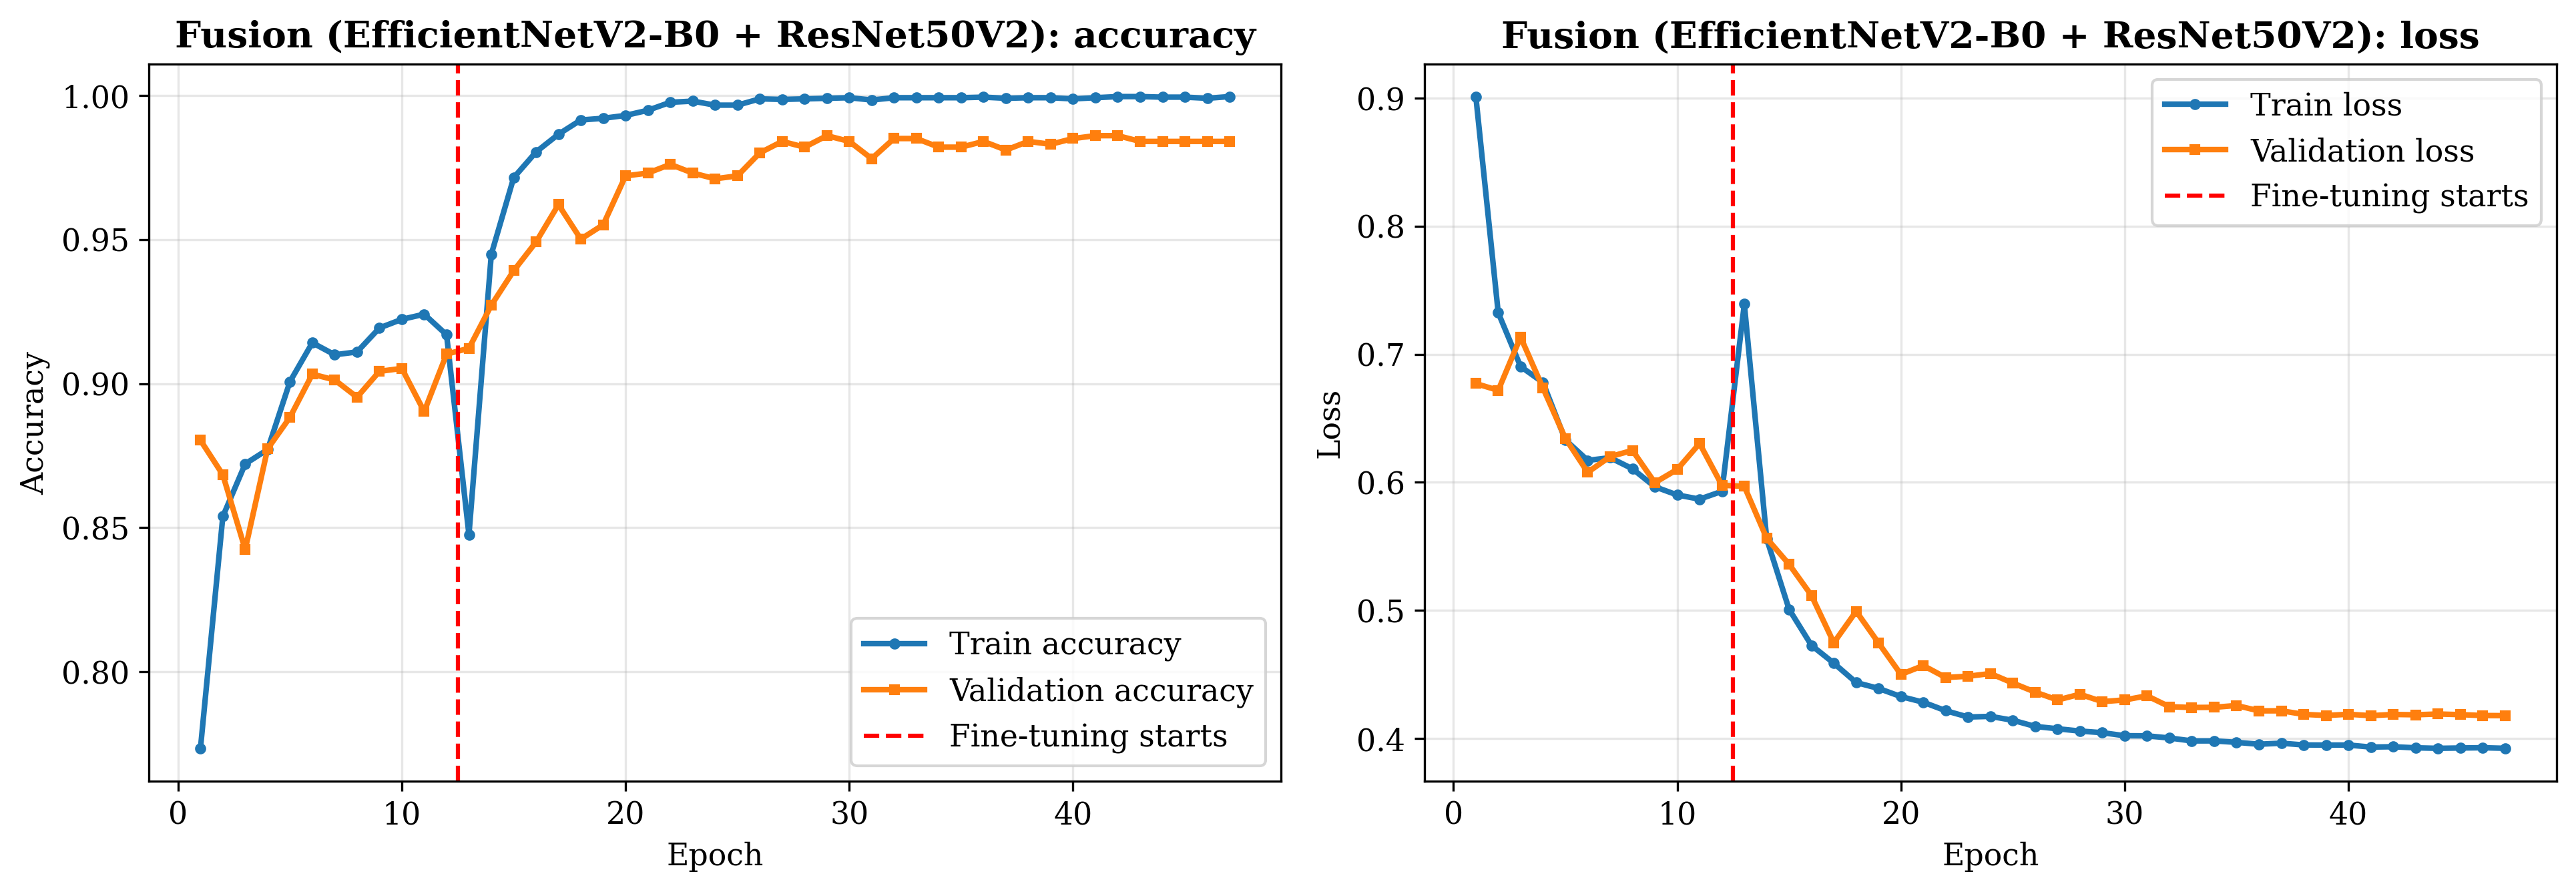 Fusion (EfficientNetV2-B0 + ResNet50V2): accuracy
1.00
0.95
0.90
0.85
0.80
Accuracy
Train accuracy
Validation accuracy
Fine-tuning starts
0 10 20 30 40
Epoch
Fusion (EfficientNetV2-B0 + ResNet50V2): loss
0.9
0.8
0.7
0.6
0.5
0.4
Loss
Train loss
Validation loss
Fine-tuning starts
0 10 20 30 40
Epoch